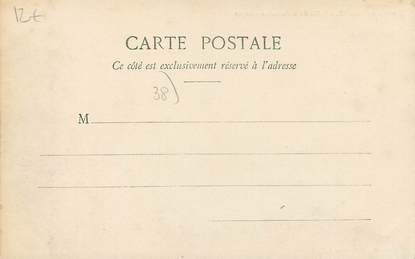 12t
CARTE POSTALE
Ce côté est exclusivement réservé à l'adresse
38)
M